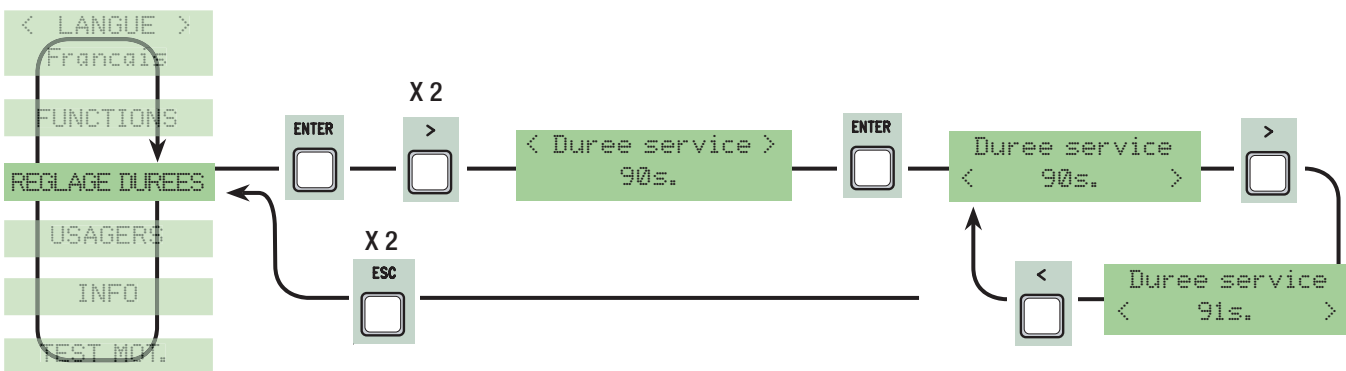 < LANGUE >
Francais
FUNCTIONS
REGLAGE DUREES
USAGERS
INFO
TEST MOT.
ENTER
X 2
>
< Duree service >
90s.
ENTER
Duree service
< 90s. >
>
X 2
ESC
<
Duree service
< 91s. >